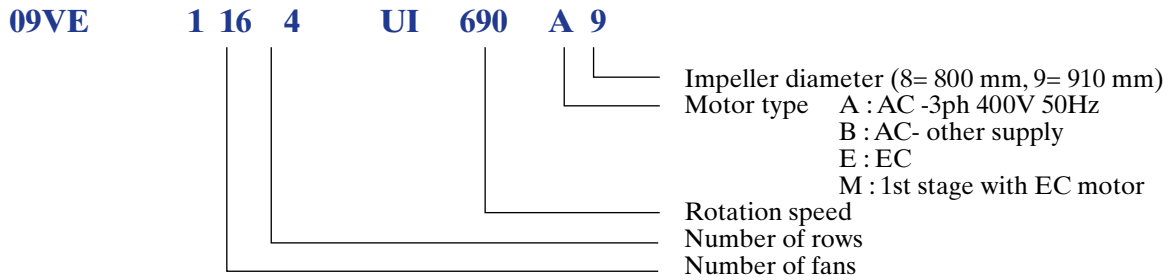 09VE 1 16 4 UI 690 A 9
Impeller diameter (8= 800 mm, 9= 910 mm)
Motor type A : AC -3ph 400V 50Hz
B : AC- other supply
E : EC
M : 1st stage with EC motor
Rotation speed
Number of rows
Number of fans